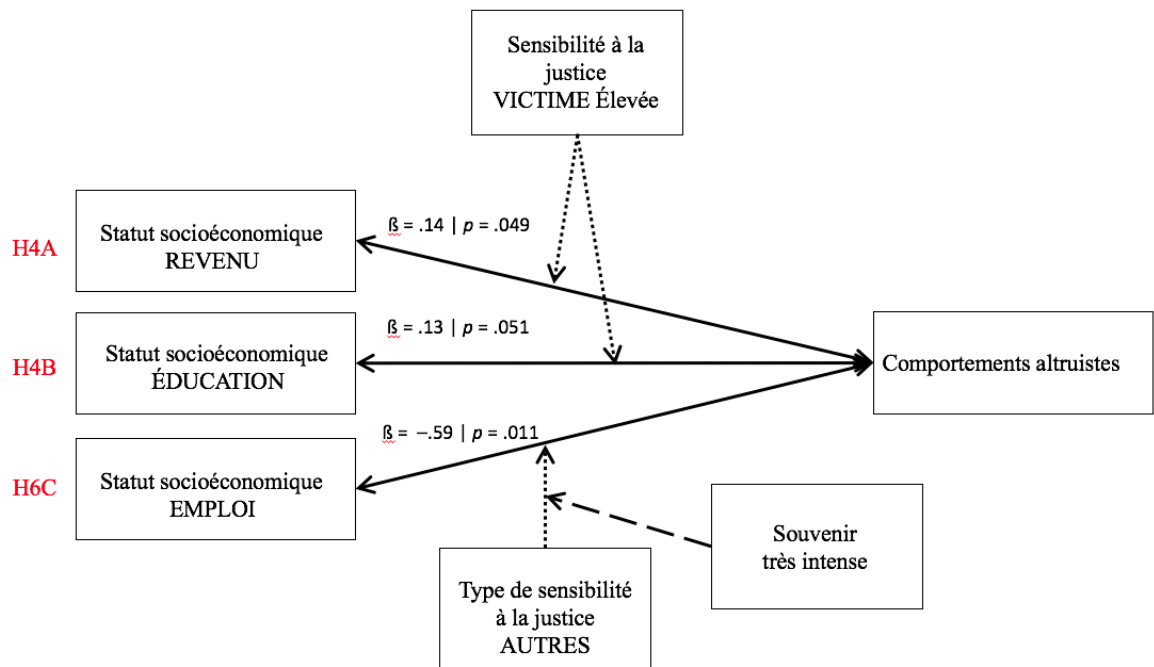 Sensibilité à la
justice
VICTIME Élevée
H4A
Statut socioéconomique
REVENU
ß = .14 | p = .049
H4B
Statut socioéconomique
ÉDUCATION
ß = .13 | p = .051
Comportements altruistes
H6C
Statut socioéconomique
EMPLOI
ß = –.59 | p = .011
Souvenir
très intense
Type de sensibilité
à la justice
AUTRES